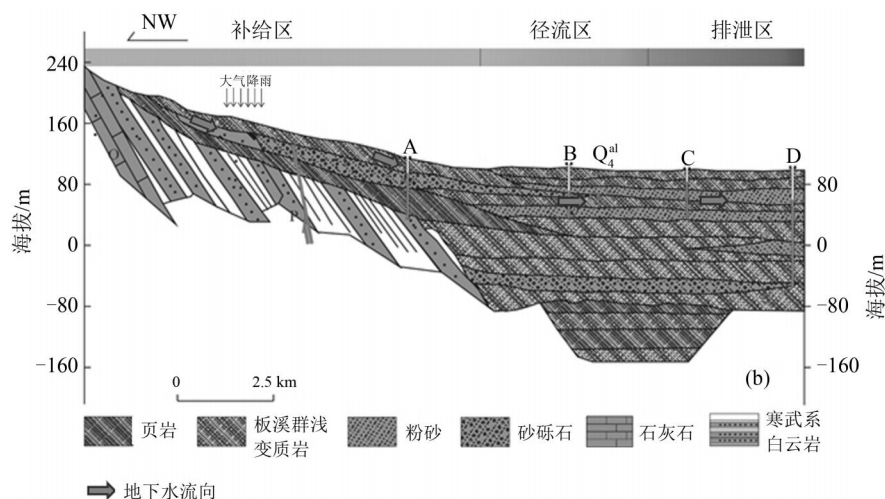 NW 补给区 径流区 排泄区
240
大气降雨
160
A B Q₄ᵃˡ C D
80 80
0 0
−80 −80
−160 −160
海拔/m 海拔/m
0 2.5 km (b)
页岩 板溪群浅变质岩 粉砂 砂砾石 石灰石 寒武系白云岩
地下水流向